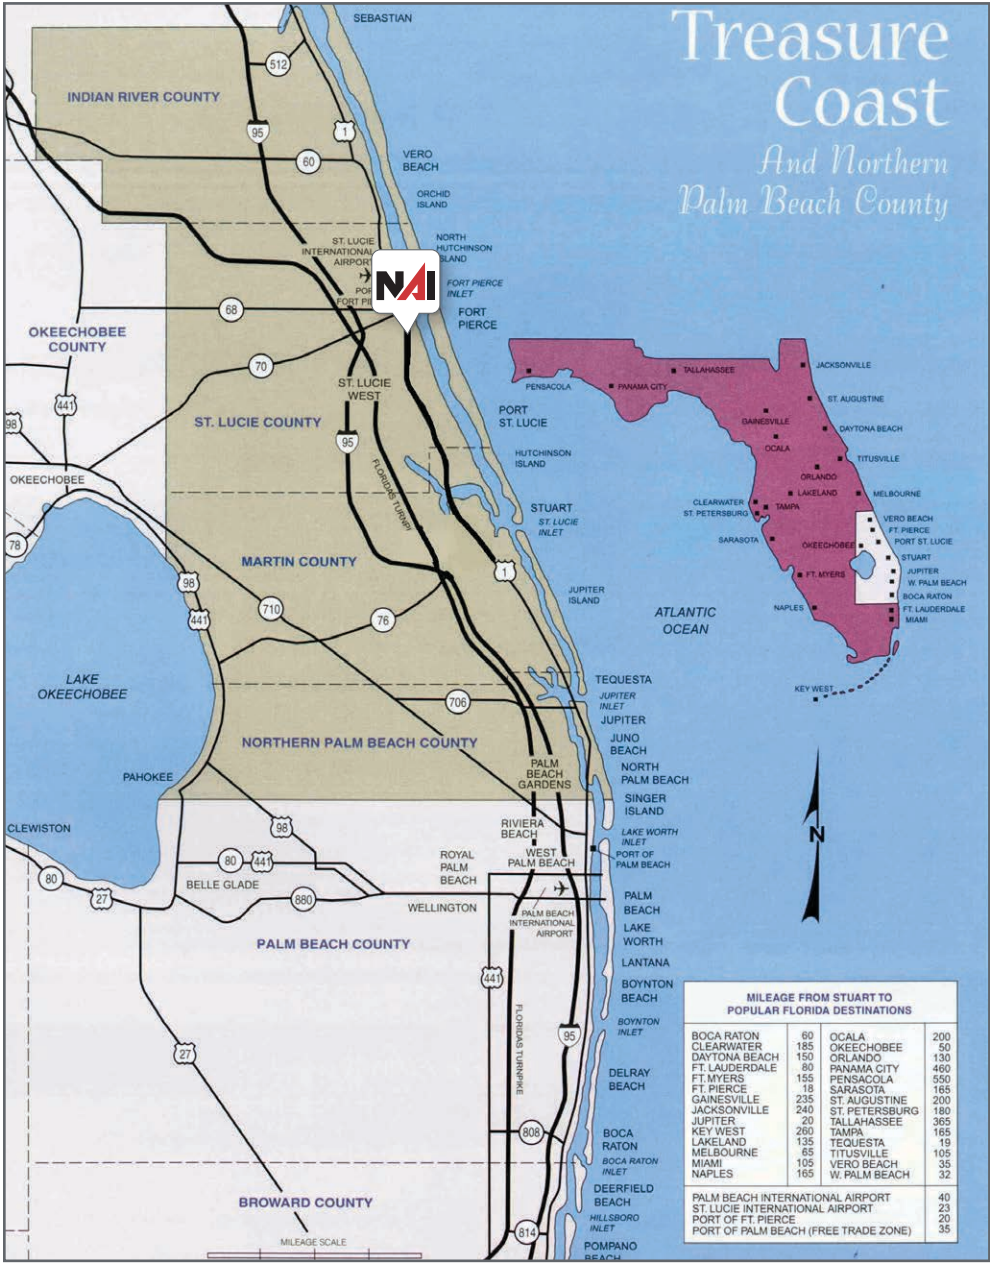 Treasure
Coast
And Northern
Palm Beach County
SEBASTIAN
512
INDIAN RIVER COUNTY
95
1
60
VERO
BEACH
ORCHID
ISLAND
ST. LUCIE
INTERNATIONAL
AIRPORT
NORTH
HUTCHINSON
ISLAND
NAI
FORT PIERCE
INLET
68
FORT
PIERCE
OKEECHOBEE
COUNTY
70
ST. LUCIE
WEST
441
98
ST. LUCIE COUNTY
95
PORT
ST. LUCIE
HUTCHINSON
ISLAND
FLORIDAS TURNPI
OKEECHOBEE
STUART
ST. LUCIE
INLET
78
MARTIN COUNTY
1
98
JUPITER
ISLAND
710
441
76
ATLANTIC
OCEAN
LAKE
OKEECHOBEE
TEQUESTA
JUPITER
INLET
706
JUPITER
NORTHERN PALM BEACH COUNTY
JUNO
BEACH
PALM
BEACH
GARDENS
NORTH
PALM BEACH
PAHOKEE
SINGER
ISLAND
CLEWISTON
98
RIVIERA
BEACH
LAKE WORTH
INLET
80
441
ROYAL
PALM
BEACH
WEST
PALM BEACH
PORT OF
PALM BEACH
80
27
BELLE GLADE
880
WELLINGTON
PALM BEACH
INTERNATIONAL
AIRPORT
PALM
BEACH
LAKE
WORTH
PALM BEACH COUNTY
LANTANA
441
BOYNTON
BEACH
FLORIDAS TURNPIKE
95
BOYNTON
INLET
27
DELRAY
BEACH
808
BOCA
RATON
BOCA RATON
INLET
BROWARD COUNTY
DEERFIELD
BEACH
814
HILLSBORO
INLET
MILEAGE SCALE
POMPANO
BEACH
PENSACOLA
PANAMA CITY
TALLAHASSEE
JACKSONVILLE
ST. AUGUSTINE
GAINESVILLE
DAYTONA BEACH
OCALA
TITUSVILLE
ORLANDO
LAKELAND
MELBOURNE
CLEARWATER
TAMPA
ST. PETERSBURG
VERO BEACH
FT. PIERCE
SARASOTA
OKEECHOBEE
PORT ST. LUCIE
STUART
FT. MYERS
JUPITER
W. PALM BEACH
BOCA RATON
NAPLES
FT. LAUDERDALE
MIAMI
KEY WEST
N
MILEAGE FROM STUART TO
POPULAR FLORIDA DESTINATIONS
BOCA RATON 60 OCALA 200
CLEARWATER 185 OKEECHOBEE 50
DAYTONA BEACH 150 ORLANDO 130
FT. LAUDERDALE 80 PANAMA CITY 460
FT.MYERS 155 PENSACOLA 550
FT. PIERCE 18 SARASOTA 165
GAINESVILLE 235 ST. AUGUSTINE 200
JACKSONVILLE 240 ST. PETERSBURG 180
JUPITER 20 TALLAHASSEE 365
KEY WEST 260 TAMPA 165
LAKELAND 135 TEQUESTA 19
MELBOURNE 65 TITUSVILLE 105
MIAMI 105 VERO BEACH 35
NAPLES 165 W. PALM BEACH 32
PALM BEACH INTERNATIONAL AIRPORT 40
ST. LUCIE INTERNATIONAL AIRPORT 23
PORT OF FT. PIERCE 20
PORT OF PALM BEACH (FREE TRADE ZONE) 35